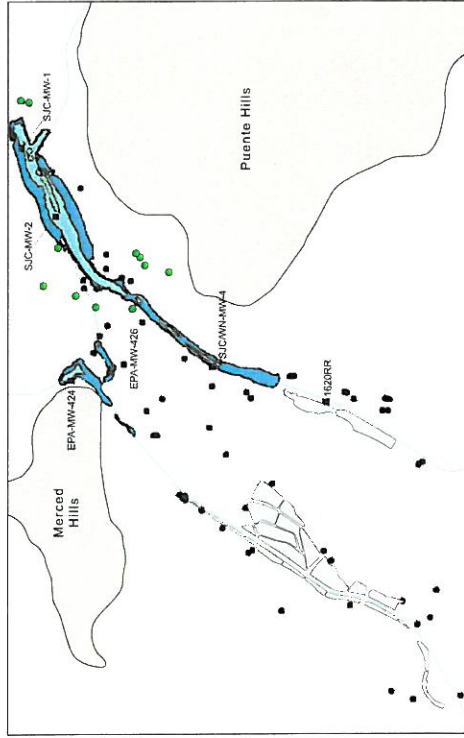 SJC-MW-1
SJC-MW-2
Puente Hills
EPA-MW-424
EPA-MW-426
Merced
Hills
SJC/WN-MW-4
1620RR